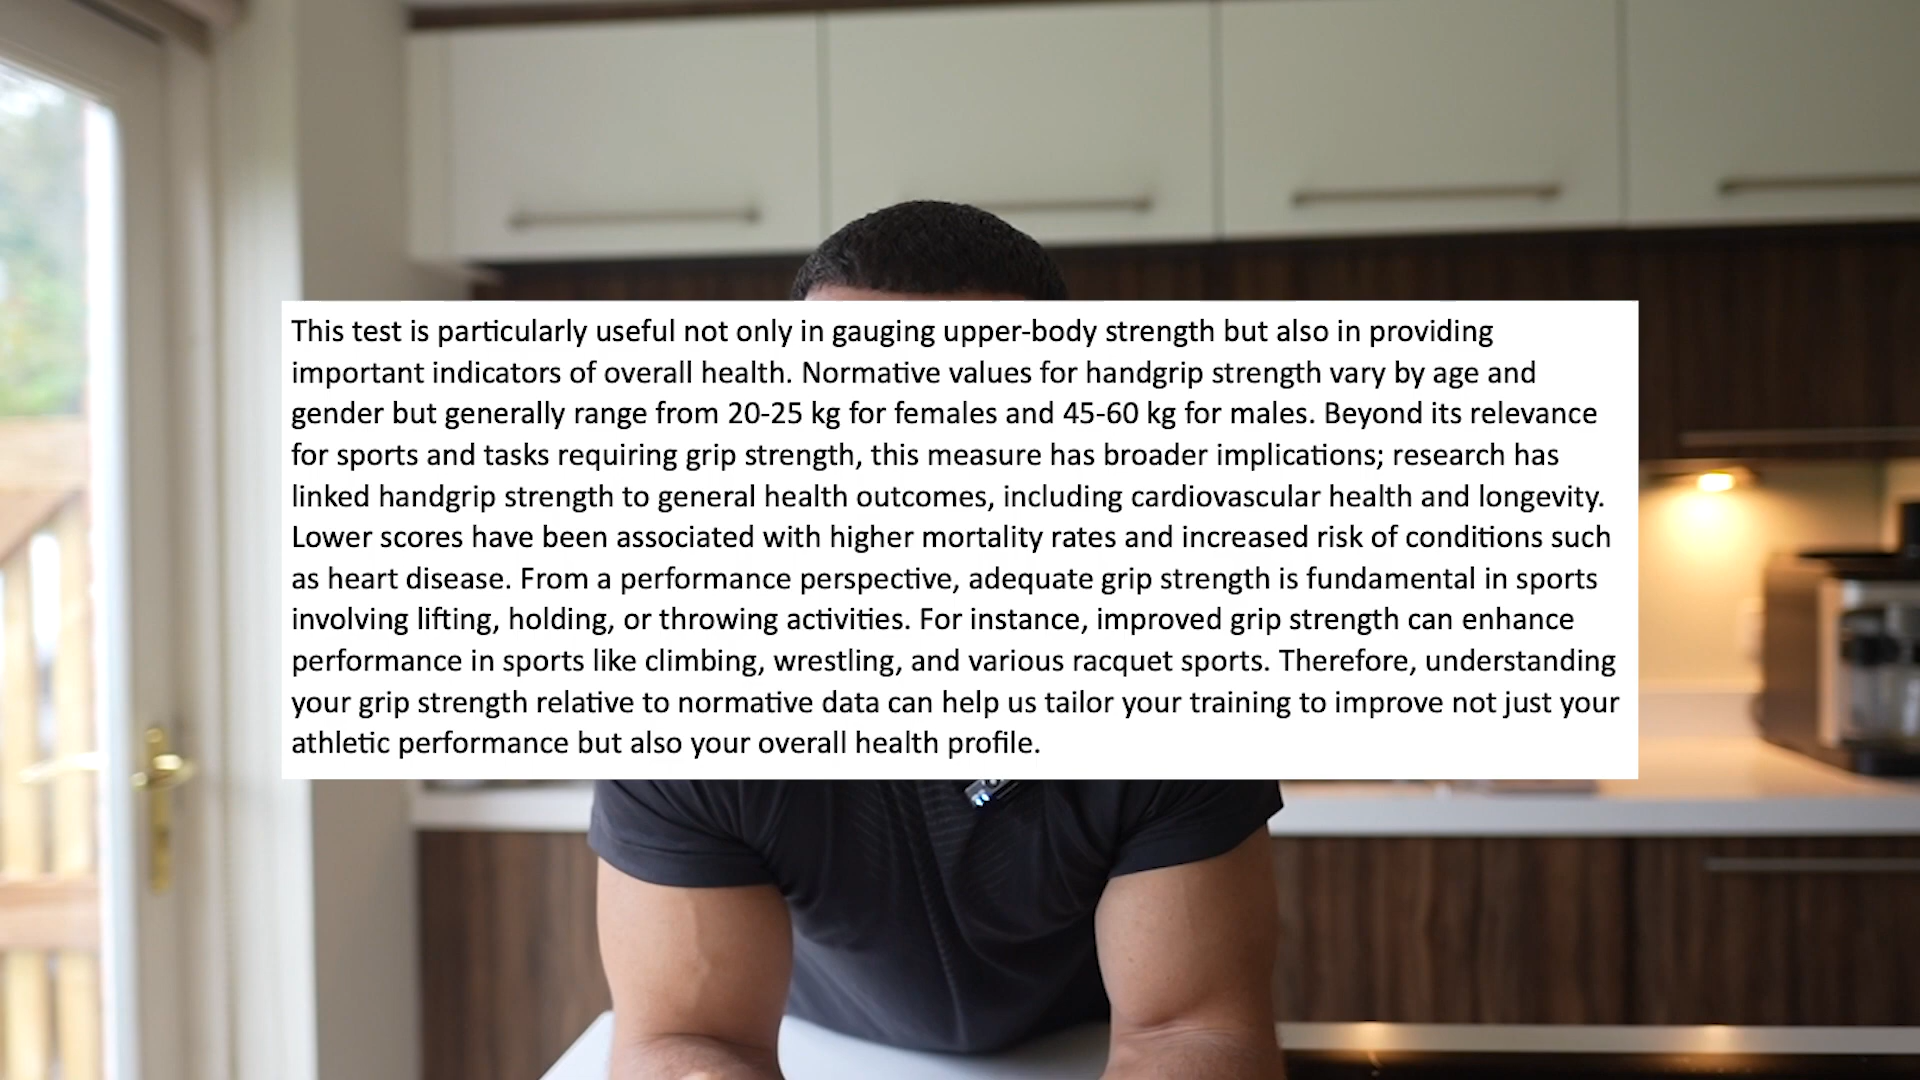 This test is particularly useful not only in gauging upper-body strength but also in providing
important indicators of overall health. Normative values for handgrip strength vary by age and
gender but generally range from 20-25 kg for females and 45-60 kg for males. Beyond its relevance
for sports and tasks requiring grip strength, this measure has broader implications; research has
linked handgrip strength to general health outcomes, including cardiovascular health and longevity.
Lower scores have been associated with higher mortality rates and increased risk of conditions such
as heart disease. From a performance perspective, adequate grip strength is fundamental in sports
involving lifting, holding, or throwing activities. For instance, improved grip strength can enhance
performance in sports like climbing, wrestling, and various racquet sports. Therefore, understanding
your grip strength relative to normative data can help us tailor your training to improve not just your
athletic performance but also your overall health profile.